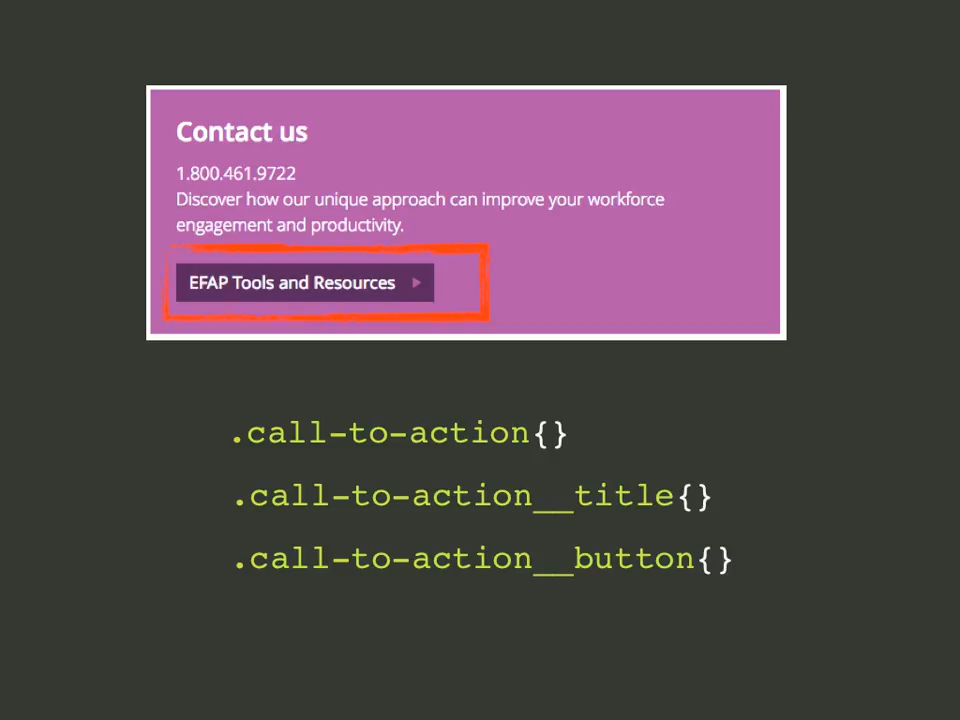 Contact us
1.800.461.9722
Discover how our unique approach can improve your workforce
engagement and productivity.
EFAP Tools and Resources
.call-to-action{}
.call-to-action__title{}
.call-to-action__button{}